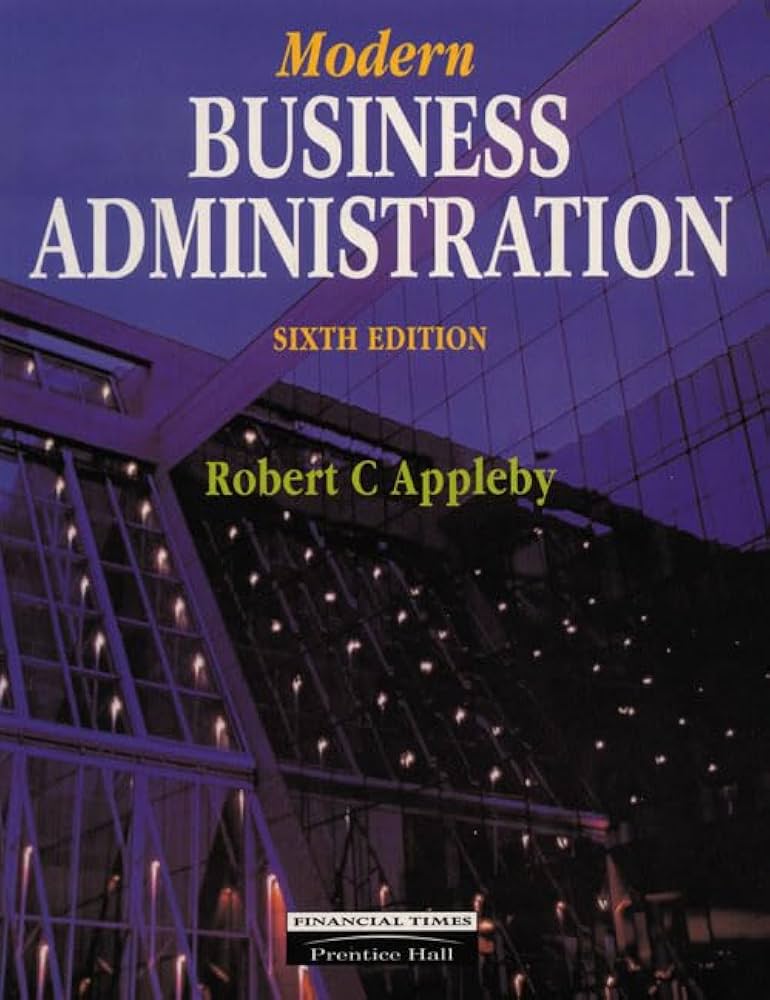 Modern
BUSINESS
ADMINISTRATION
SIXTH EDITION
Robert C Appleby
FINANCIAL TIMES
Prentice Hall